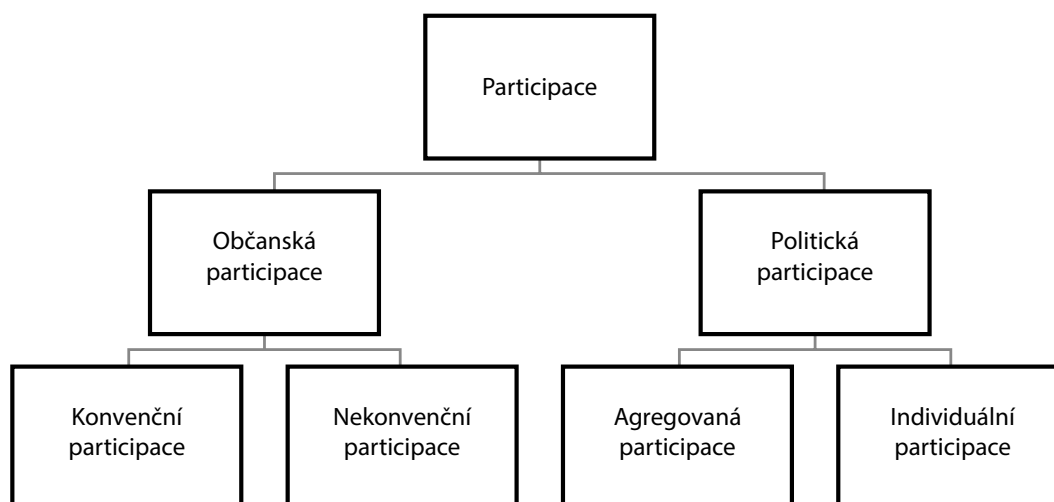 Participace
Občanská
participace
Politická
participace
Konvenční
participace
Nekonvenční
participace
Agregovaná
participace
Individuální
participace